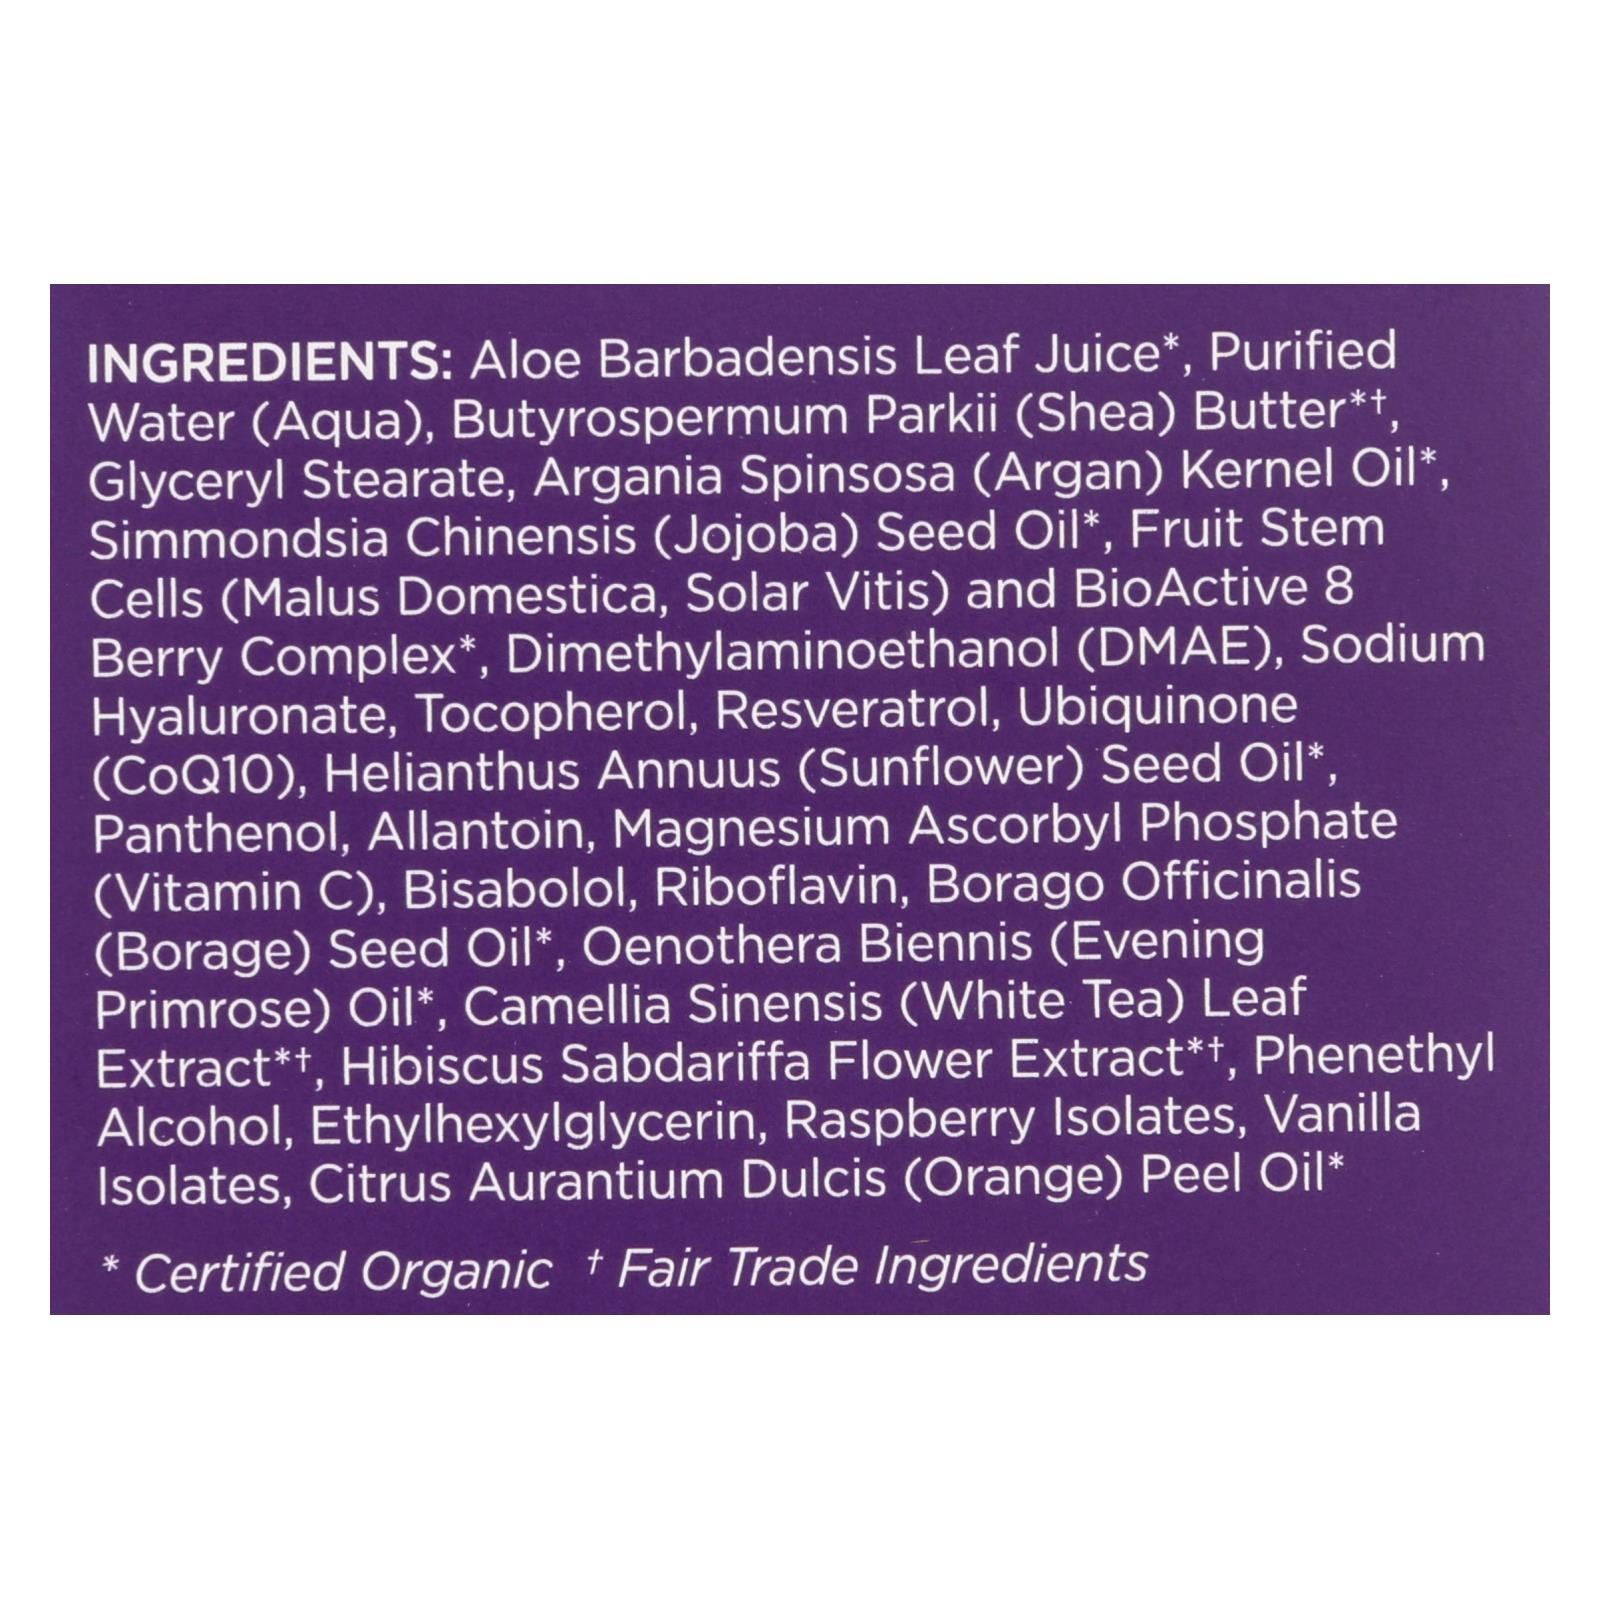 INGREDIENTS: Aloe Barbadensis Leaf Juice*, Purified
Water (Aqua), Butyrospermum Parkii (Shea) Butter*†,
Glyceryl Stearate, Argania Spinsosa (Argan) Kernel Oil*,
Simmondsia Chinensis (Jojoba) Seed Oil*, Fruit Stem
Cells (Malus Domestica, Solar Vitis) and BioActive 8
Berry Complex*, Dimethylaminoethanol (DMAE), Sodium
Hyaluronate, Tocopherol, Resveratrol, Ubiquinone
(CoQ10), Helianthus Annuus (Sunflower) Seed Oil*,
Panthenol, Allantoin, Magnesium Ascorbyl Phosphate
(Vitamin C), Bisabolol, Riboflavin, Borago Officinalis
(Borage) Seed Oil*, Oenothera Biennis (Evening
Primrose) Oil*, Camellia Sinensis (White Tea) Leaf
Extract*†, Hibiscus Sabdariffa Flower Extract*†, Phenethyl
Alcohol, Ethylhexylglycerin, Raspberry Isolates, Vanilla
Isolates, Citrus Aurantium Dulcis (Orange) Peel Oil*
* Certified Organic † Fair Trade Ingredients